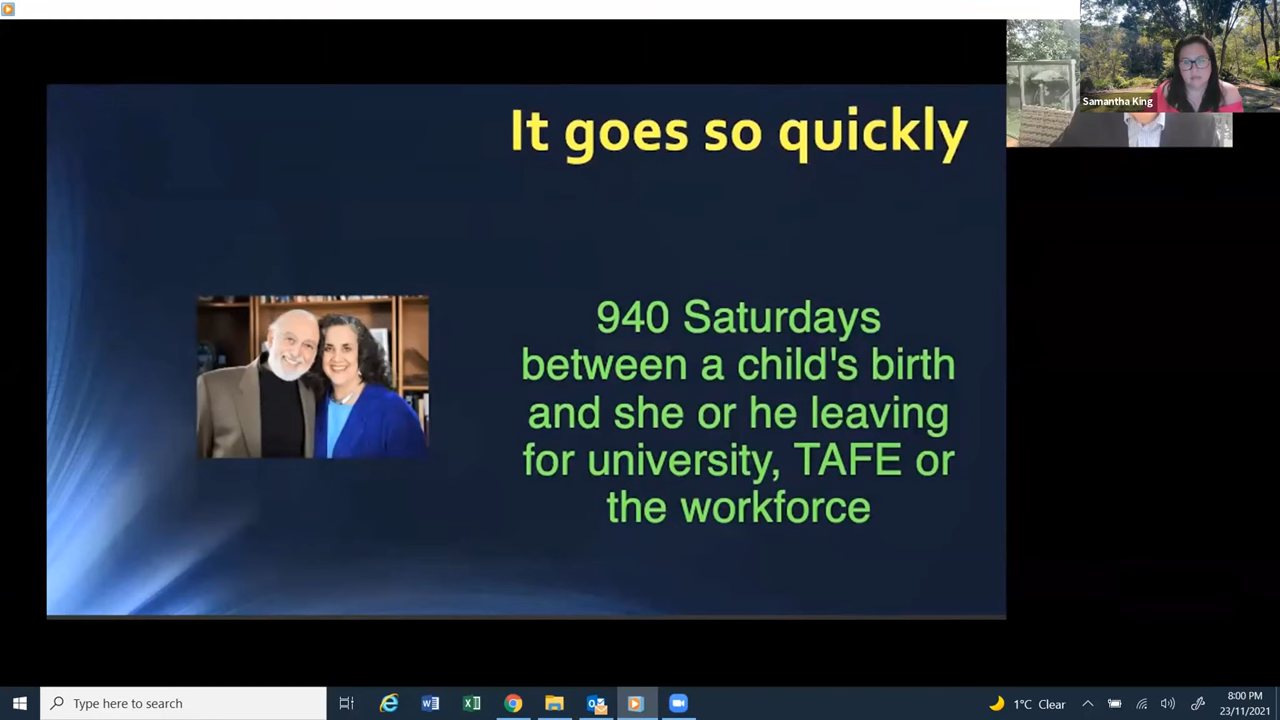 It goes so quickly
Samantha King
940 Saturdays
between a child's birth
and she or he leaving
for university, TAFE or
the workforce
Type here to search
1°C Clear
8:00 PM
23/11/2021